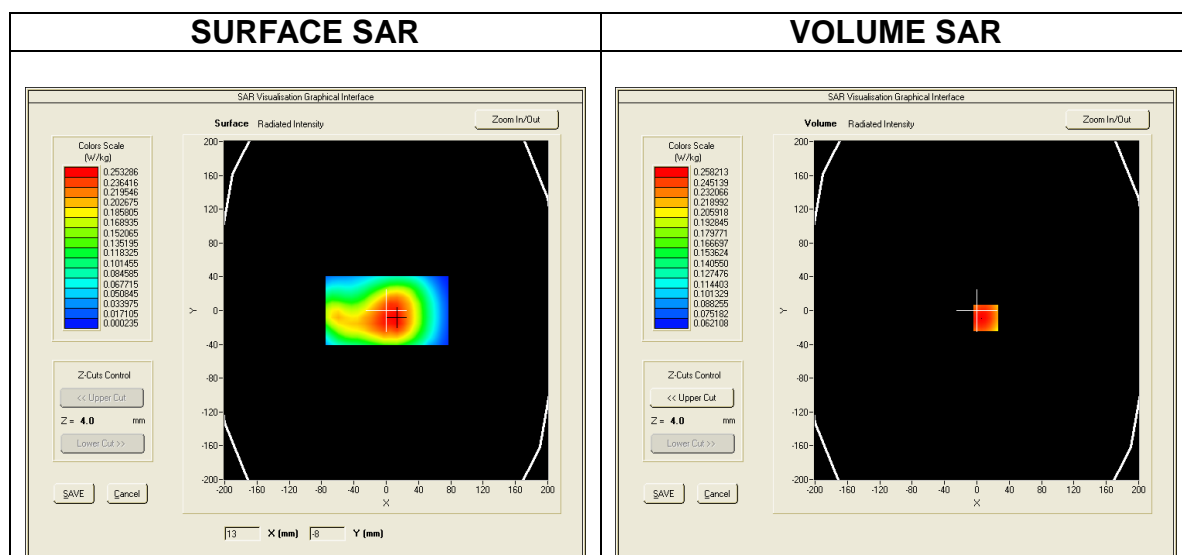 SURFACE SAR
VOLUME SAR
SAR Visualisation Graphical Interface
Surface Radiated Intensity
Zoom In/Out
Colors Scale
(W/kg)
0.253286
0.236416
0.219546
0.202675
0.185805
0.168935
0.152065
0.135195
0.118325
0.101455
0.084585
0.067715
0.050845
0.033975
0.017105
0.000235
200
160
120
80
40
0
-40
-80
-120
-160
-200
Y
-200 -160 -120 -80 -40 0 40 80 120 160 200
X
Z-Cuts Control
<< Upper Cut
Z = 4.0 mm
Lower Cut >>
SAVE Cancel
13 X (mm) -8 Y (mm)
SAR Visualisation Graphical Interface
Volume Radiated Intensity
Zoom In/Out
Colors Scale
(W/kg)
0.258213
0.245139
0.232066
0.218992
0.205918
0.192845
0.179771
0.166697
0.153624
0.140550
0.127476
0.114403
0.101329
0.088255
0.075182
0.062108
200
160
120
80
40
0
-40
-80
-120
-160
-200
Y
-200 -160 -120 -80 -40 0 40 80 120 160 200
X
Z-Cuts Control
<< Upper Cut
Z = 4.0 mm
Lower Cut >>
SAVE Cancel